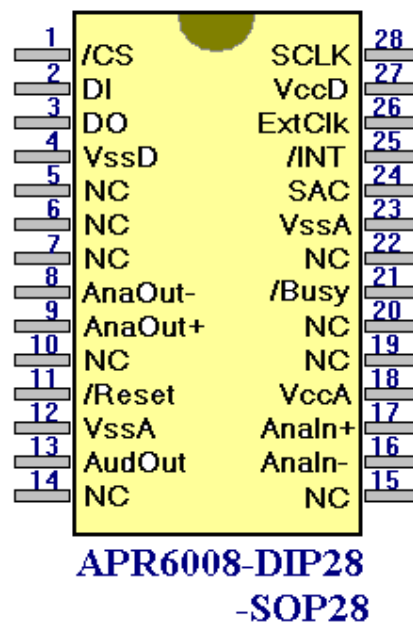 1 /CS SCLK 28
2 DI VccD 27
3 DO ExtClk 26
4 VssD /INT 25
5 NC SAC 24
6 NC VssA 23
7 NC NC 22
8 AnaOut- /Busy 21
9 AnaOut+ NC 20
10 NC NC 19
11 /Reset VccA 18
12 VssA AnaIn+ 17
13 AudOut AnaIn- 16
14 NC NC 15
APR6008-DIP28
-SOP28